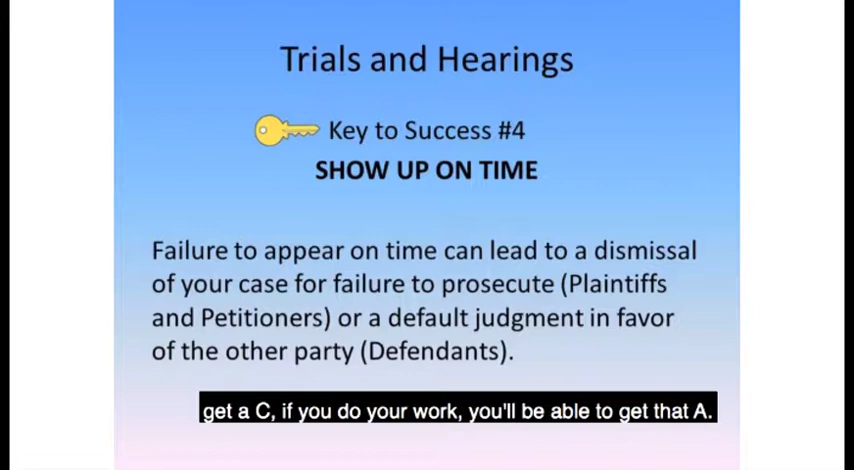 Trials and Hearings
Key to Success #4
SHOW UP ON TIME
Failure to appear on time can lead to a dismissal
of your case for failure to prosecute (Plaintiffs
and Petitioners) or a default judgment in favor
of the other party (Defendants).
get a C, if you do your work, you'll be able to get that A.